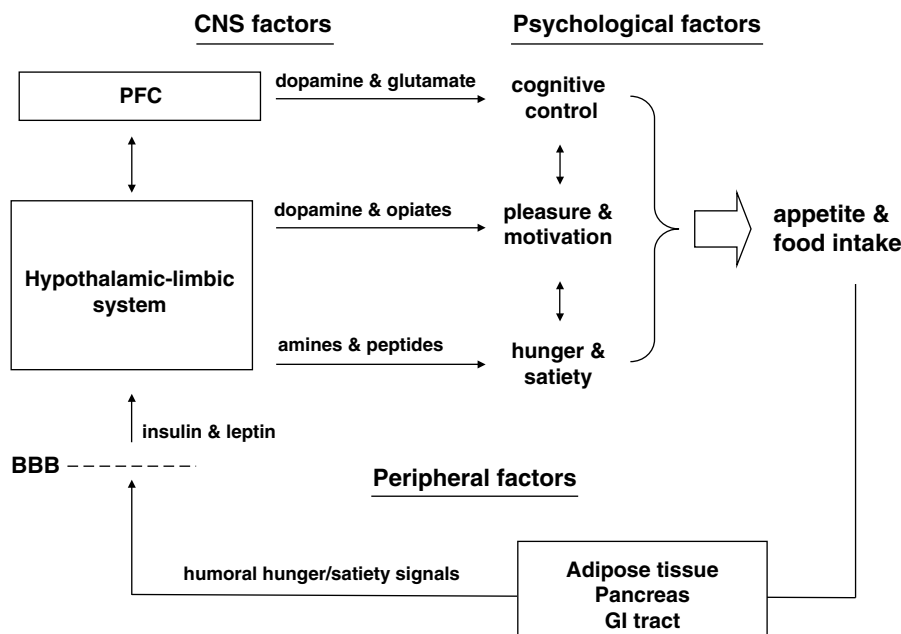 CNS factors
Psychological factors
PFC
dopamine & glutamate
cognitive
control
Hypothalamic-limbic
system
dopamine & opiates
pleasure &
motivation
appetite &
food intake
amines & peptides
hunger &
satiety
insulin & leptin
BBB
Peripheral factors
humoral hunger/satiety signals
Adipose tissue
Pancreas
GI tract